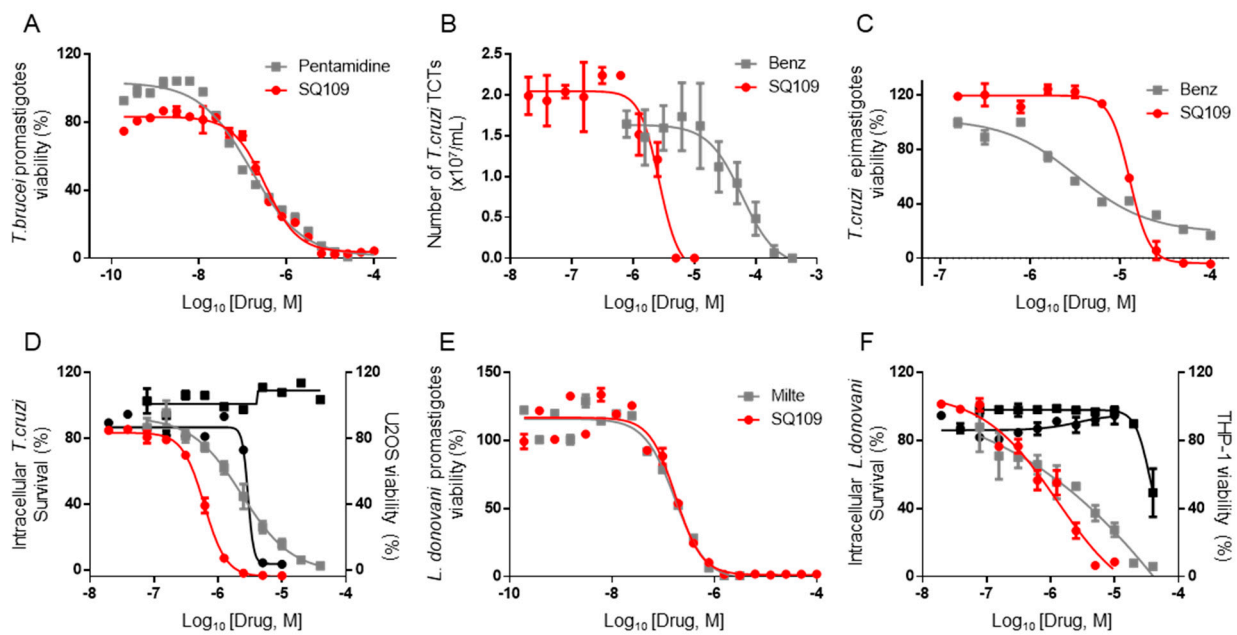 A
T.brucei promastigotes
viability (%)
120
80
40
0
-10
-8
-6
-4
Log10 [Drug, M]
Pentamidine
SQ109
B
Number of T.cruzi TCTs
(x10⁷/mL)
2.5
2.0
1.5
1.0
0.5
0.0
-8
-7
-6
-5
-4
-3
Log10 [Drug, M]
Benz
SQ109
C
T.cruzi epimastigotes
viability (%)
120
80
40
0
-7
-6
-5
-4
Log10 [Drug, M]
Benz
SQ109
D
Intracellular T.cruzi
Survival (%)
120
80
40
0
-8
-7
-6
-5
-4
Log10 [Drug, M]
120
80
40
0
U2OS viability (%)
E
L. donovani promastigotes
viability (%)
150
100
50
0
-10
-8
-6
-4
Log10 [Drug, M]
Milte
SQ109
F
Intracellular L.donovani
Survival (%)
120
80
40
0
-8
-7
-6
-5
-4
Log10 [Drug, M]
120
80
40
0
THP-1 viability (%)